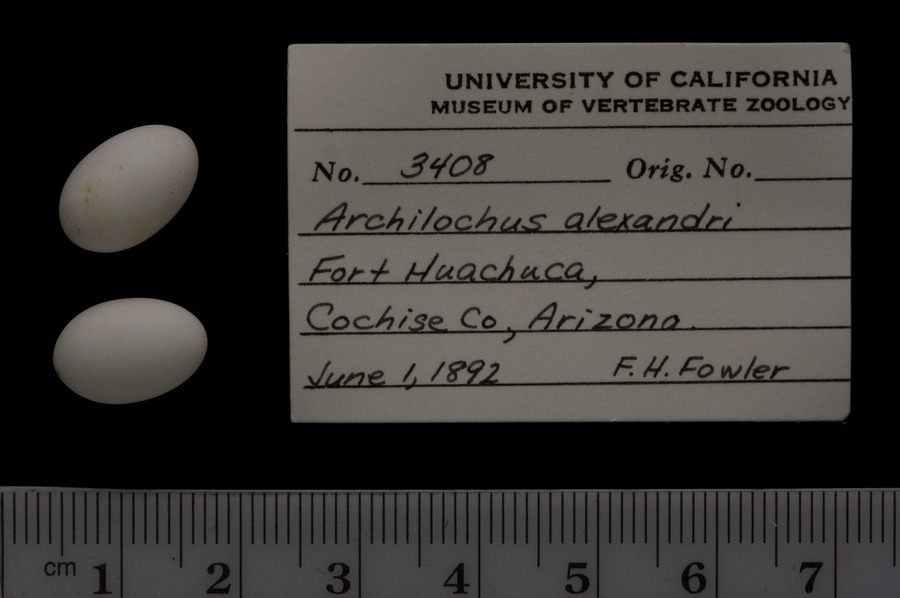 UNIVERSITY OF CALIFORNIA
MUSEUM OF VERTEBRATE ZOOLOGY
No. 3408 Orig. No.
Archilochus alexandri
Fort Huachuca,
Cochise Co, Arizona.
June 1, 1892 F.H. Fowler
cm 1 2 3 4 5 6 7